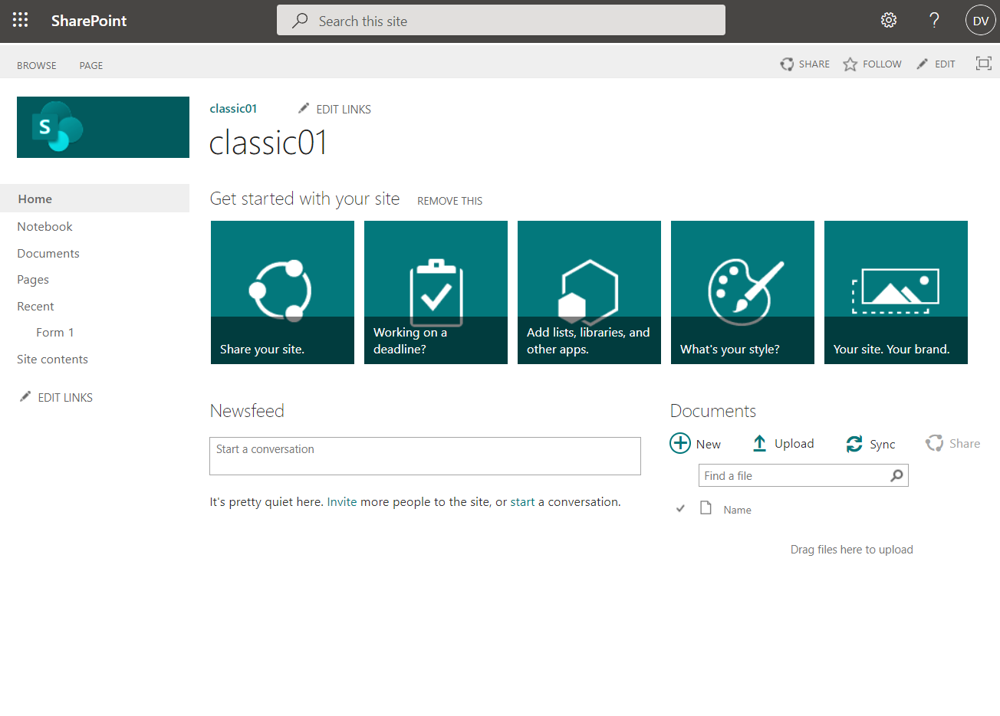 SharePoint
Search this site
DV
BROWSE
PAGE
SHARE
FOLLOW
EDIT
S
classic01
EDIT LINKS
classic01
Home
Notebook
Documents
Pages
Recent
Form 1
Site contents
EDIT LINKS
Get started with your site
REMOVE THIS
Share your site.
Working on a
deadline?
Add lists, libraries, and
other apps.
What's your style?
Your site. Your brand.
Newsfeed
Start a conversation
It's pretty quiet here. Invite more people to the site, or start a conversation.
Documents
New
Upload
Sync
Share
Find a file
Name
Drag files here to upload